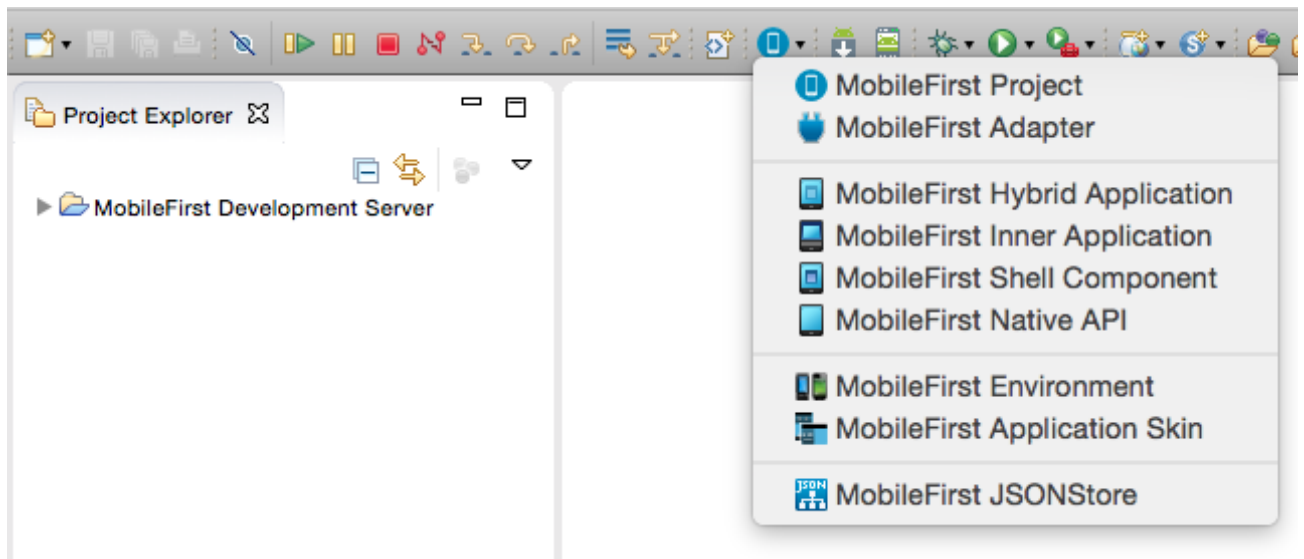 Project Explorer
MobileFirst Development Server
MobileFirst Project
MobileFirst Adapter
MobileFirst Hybrid Application
MobileFirst Inner Application
MobileFirst Shell Component
MobileFirst Native API
MobileFirst Environment
MobileFirst Application Skin
JSON
MobileFirst JSONStore